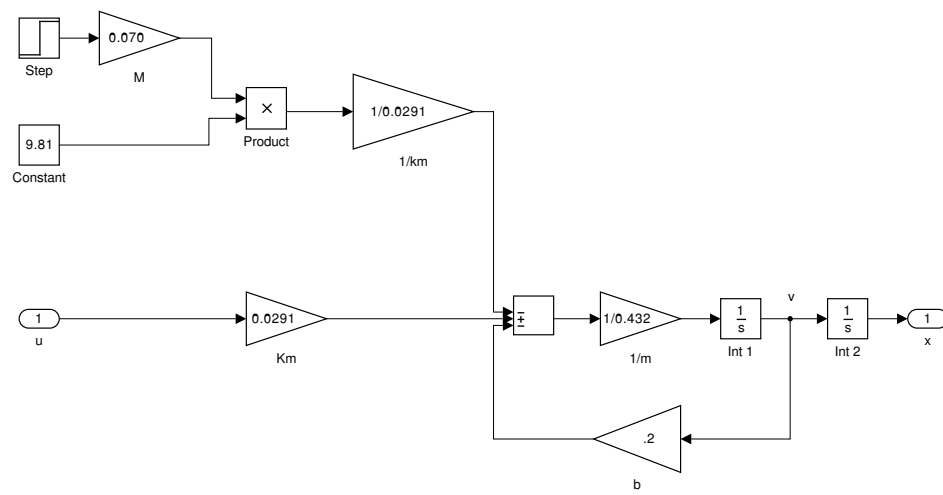 0.070
Step
M
×
1/0.0291
9.81
Product
Constant
1/km
v
1
0.0291
1/0.432
1
s
1
s
1
u
Km
1/m
Int 1
Int 2
x
.2
b